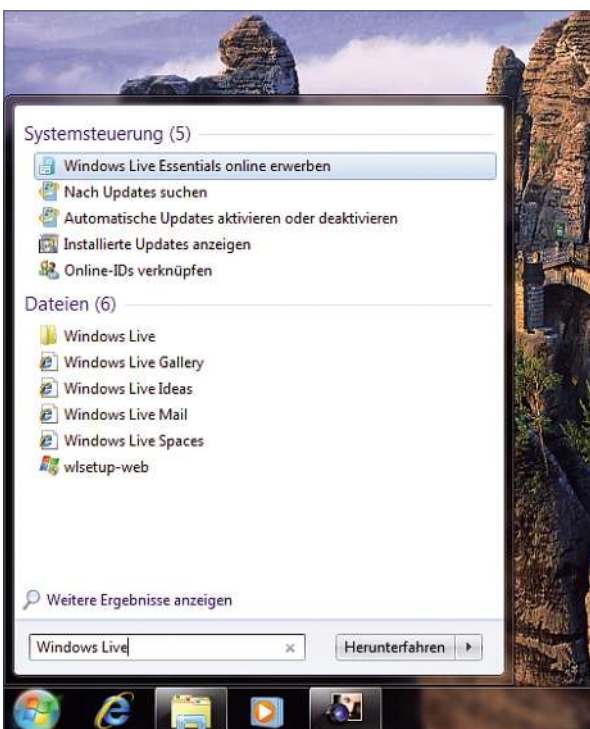 Systemsteuerung (5)
Windows Live Essentials online erwerben
Nach Updates suchen
Automatische Updates aktivieren oder deaktivieren
Installierte Updates anzeigen
Online-IDs verknüpfen
Dateien (6)
Windows Live
Windows Live Gallery
Windows Live Ideas
Windows Live Mail
Windows Live Spaces
wlsetup-web
Weitere Ergebnisse anzeigen
Windows Live
Herunterfahren